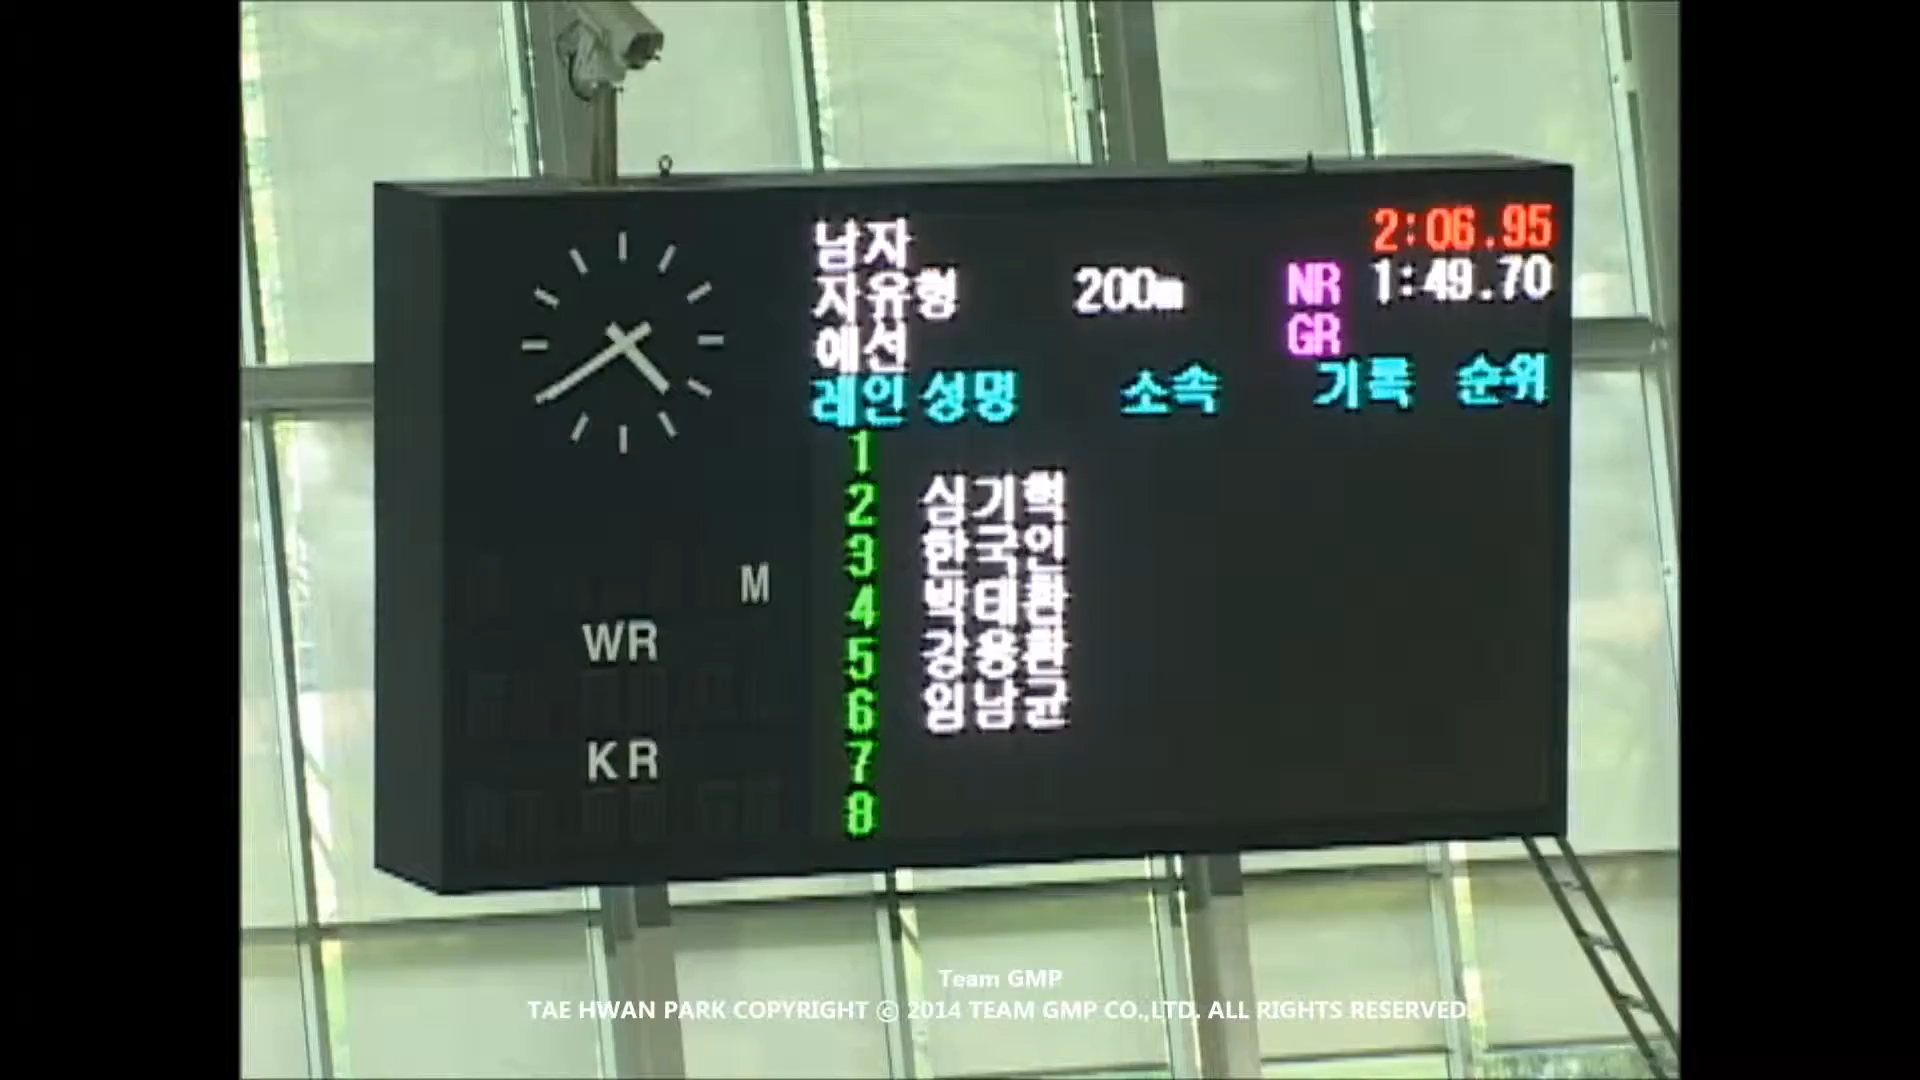 남자
2:06.95
자유형 200m NR 1:49.70
예선 GR
레인 성명 소속 기록 순위
1
2 심기혁
3 한국인
4 박태환
5 강용환
6 임남균
7
8
M
WR
KR
Team GMP
TAE HWAN PARK COPYRIGHT ⓒ 2014 TEAM GMP CO.,LTD. ALL RIGHTS RESERVED.